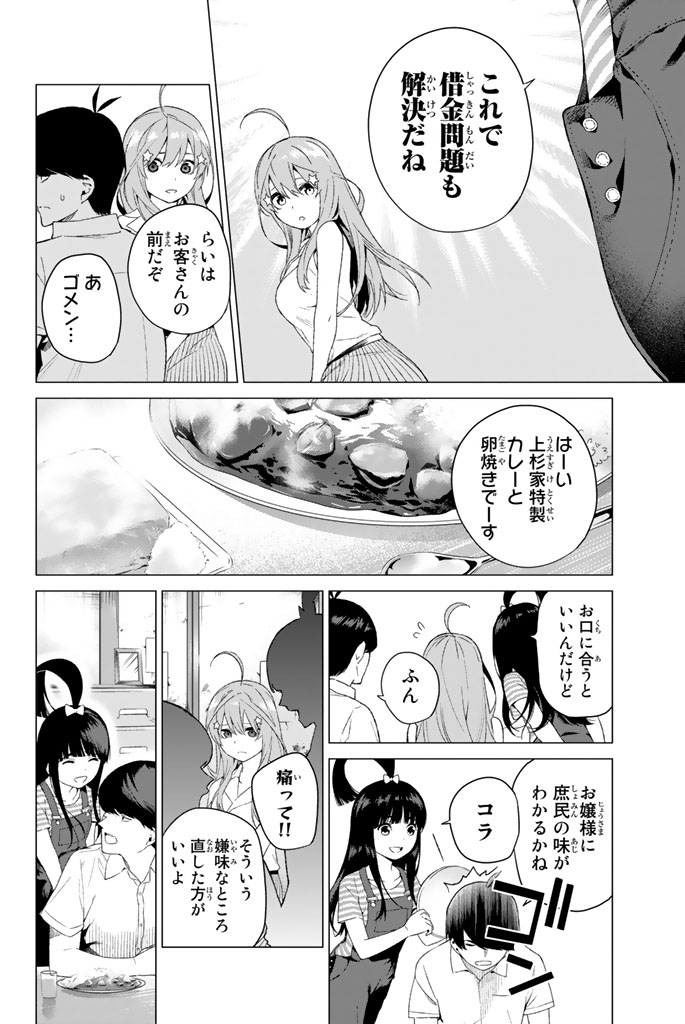 これで
借金問題も
解決だね
らいは
お客さんの
前だぞ
あ
ゴメン…
はーい
上杉家特製
カレーと
卵焼きでーす
お口に合うと
いいんだけど
ふん
お嬢様に
庶民の味が
わかるかね
コラ
ゴン
痛って!!
そういう
嫌味なところ
直した方が
いいよ